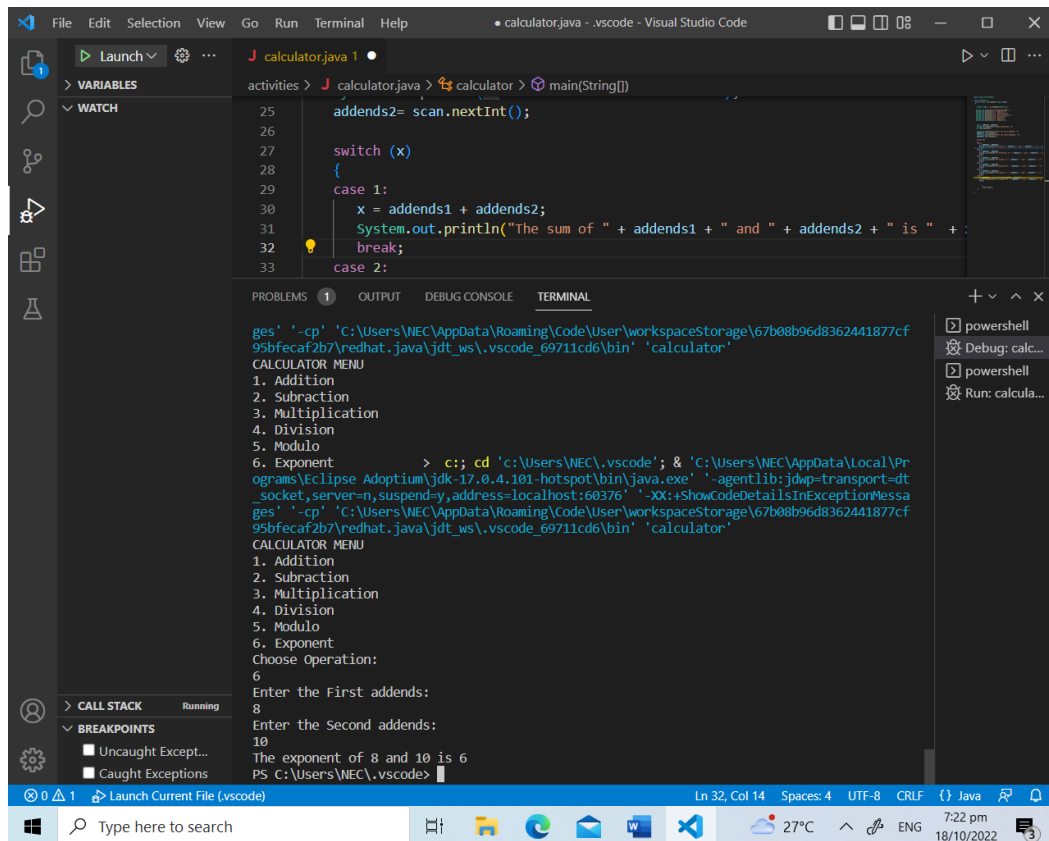 File Edit Selection View Go Run Terminal Help
● calculator.java - .vscode - Visual Studio Code
Launch
J calculator.java 1 ●
1
VARIABLES
WATCH
activities > J calculator.java > calculator > main(String[])
25 addends2= scan.nextInt();
26
27 switch (x)
28 {
29 case 1:
30 x = addends1 + addends2;
31 System.out.println("The sum of " + addends1 + " and " + addends2 + " is " +
32 break;
33 case 2:
PROBLEMS 1 OUTPUT DEBUG CONSOLE TERMINAL
ges' '-cp' 'C:\Users\NEC\AppData\Roaming\Code\User\workspaceStorage\67b08b96d8362441877cf
95bfecaf2b7\redhat.java\jdt_ws\.vscode_69711cd6\bin' 'calculator'
CALCULATOR MENU
1. Addition
2. Subraction
3. Multiplication
4. Division
5. Modulo
6. Exponent > c:; cd 'c:\Users\NEC\.vscode'; & 'C:\Users\NEC\AppData\Local\Pr
ograms\Eclipse Adoptium\jdk-17.0.4.101-hotspot\bin\java.exe' '-agentlib:jdwp=transport=dt
_socket,server=n,suspend=y,address=localhost:60376' '-XX:+ShowCodeDetailsInExceptionMessa
ges' '-cp' 'C:\Users\NEC\AppData\Roaming\Code\User\workspaceStorage\67b08b96d8362441877cf
95bfecaf2b7\redhat.java\jdt_ws\.vscode_69711cd6\bin' 'calculator'
CALCULATOR MENU
1. Addition
2. Subraction
3. Multiplication
4. Division
5. Modulo
6. Exponent
Choose Operation:
6
Enter the First addends:
8
Enter the Second addends:
10
The exponent of 8 and 10 is 6
PS C:\Users\NEC\.vscode>
powershell
Debug: calc...
powershell
Run: calcula...
CALL STACK Running
BREAKPOINTS
Uncaught Except...
Caught Exceptions
0 1 Launch Current File (.vscode)
Ln 32, Col 14 Spaces: 4 UTF-8 CRLF {} Java
Type here to search
27°C ENG
7:22 pm
18/10/2022
3